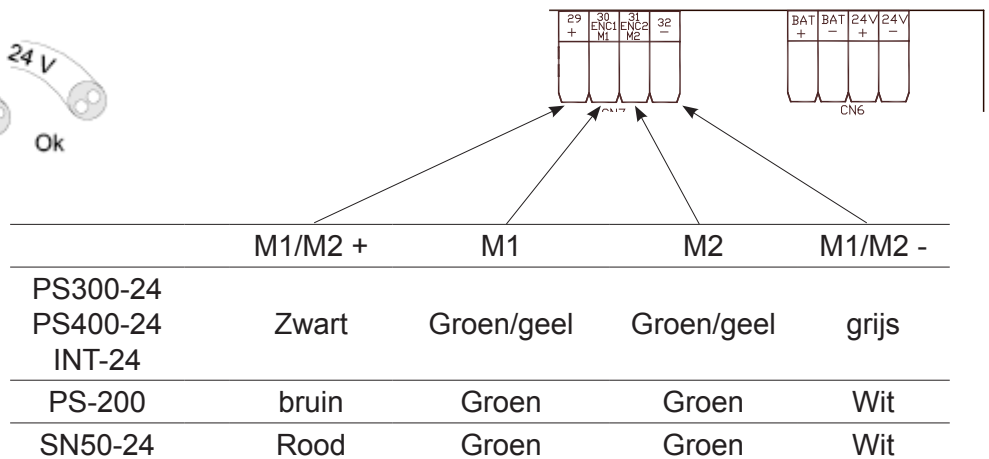 29 30 31 32 BAT BAT 24V 24V
+ ENC1 ENC2 - + - + -
M1 M2
24 V
CN6
Ok
M1/M2 + M1 M2 M1/M2 -
PS300-24
PS400-24 Zwart Groen/geel Groen/geel grijs
INT-24
PS-200 bruin Groen Groen Wit
SN50-24 Rood Groen Groen Wit